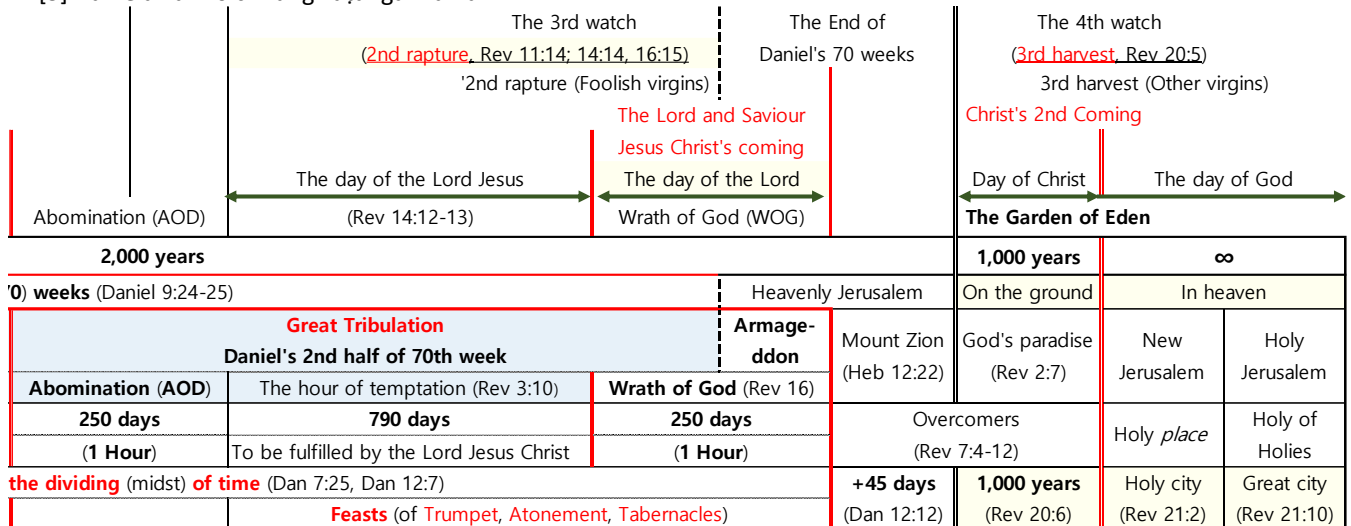 The 3rd watch The End of The 4th watch
(2nd rapture, Rev 11:14; 14:14, 16:15) Daniel's 70 weeks (3rd harvest, Rev 20:5)
'2nd rapture (Foolish virgins) 3rd harvest (Other virgins)
The Lord and Saviour Christ's 2nd Coming
Jesus Christ's coming
The day of the Lord Jesus The day of the Lord Day of Christ The day of God
Abomination (AOD) (Rev 14:12-13) Wrath of God (WOG) The Garden of Eden
2,000 years 1,000 years ∞
0) weeks (Daniel 9:24-25) Heavenly Jerusalem On the ground In heaven
Great Tribulation Armage-
Daniel's 2nd half of 70th week ddon
Mount Zion God's paradise New Holy
(Heb 12:22) (Rev 2:7) Jerusalem Jerusalem
Abomination (AOD) The hour of temptation (Rev 3:10) Wrath of God (Rev 16)
250 days 790 days 250 days Overcomers Holy place Holy of
(1 Hour) To be fulfilled by the Lord Jesus Christ (1 Hour) (Rev 7:4-12) Holies
the dividing (midst) of time (Dan 7:25, Dan 12:7) +45 days 1,000 years Holy city Great city
Feasts (of Trumpet, Atonement, Tabernacles) (Dan 12:12) (Rev 20:6) (Rev 21:2) (Rev 21:10)